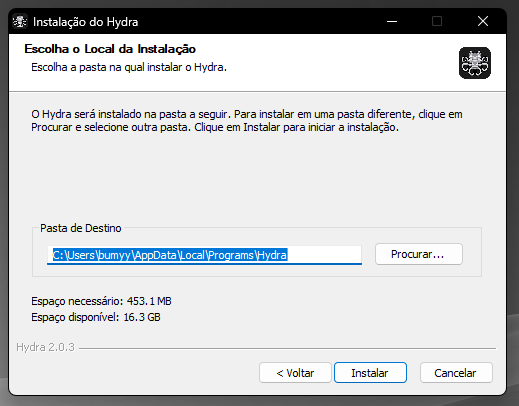 Instalação do Hydra
Escolha o Local da Instalação
Escolha a pasta na qual instalar o Hydra.
O Hydra será instalado na pasta a seguir. Para instalar em uma pasta diferente, clique em
Procurar e selecione outra pasta. Clique em Instalar para iniciar a instalação.
Pasta de Destino
C:\Users\bumyy\AppData\Local\Programs\Hydra
Procurar...
Espaço necessário: 453.1 MB
Espaço disponível: 16.3 GB
Hydra 2.0.3
< Voltar
Instalar
Cancelar